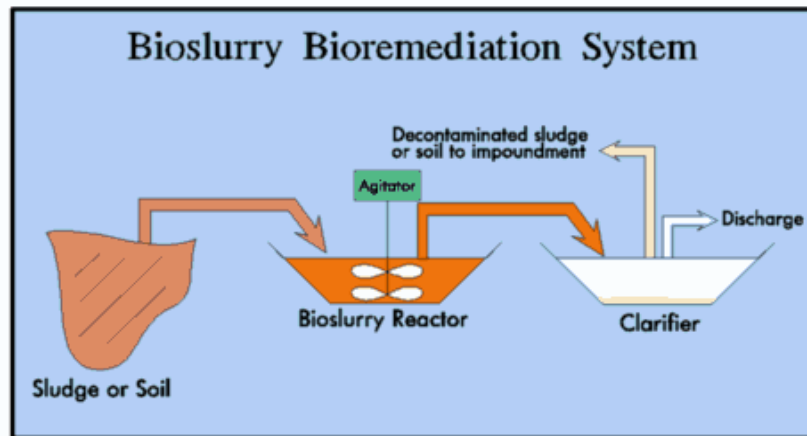 Bioslurry Bioremediation System
Decontaminated sludge
or soil to impoundment
Agitator
Discharge
Bioslurry Reactor
Clarifier
Sludge or Soil